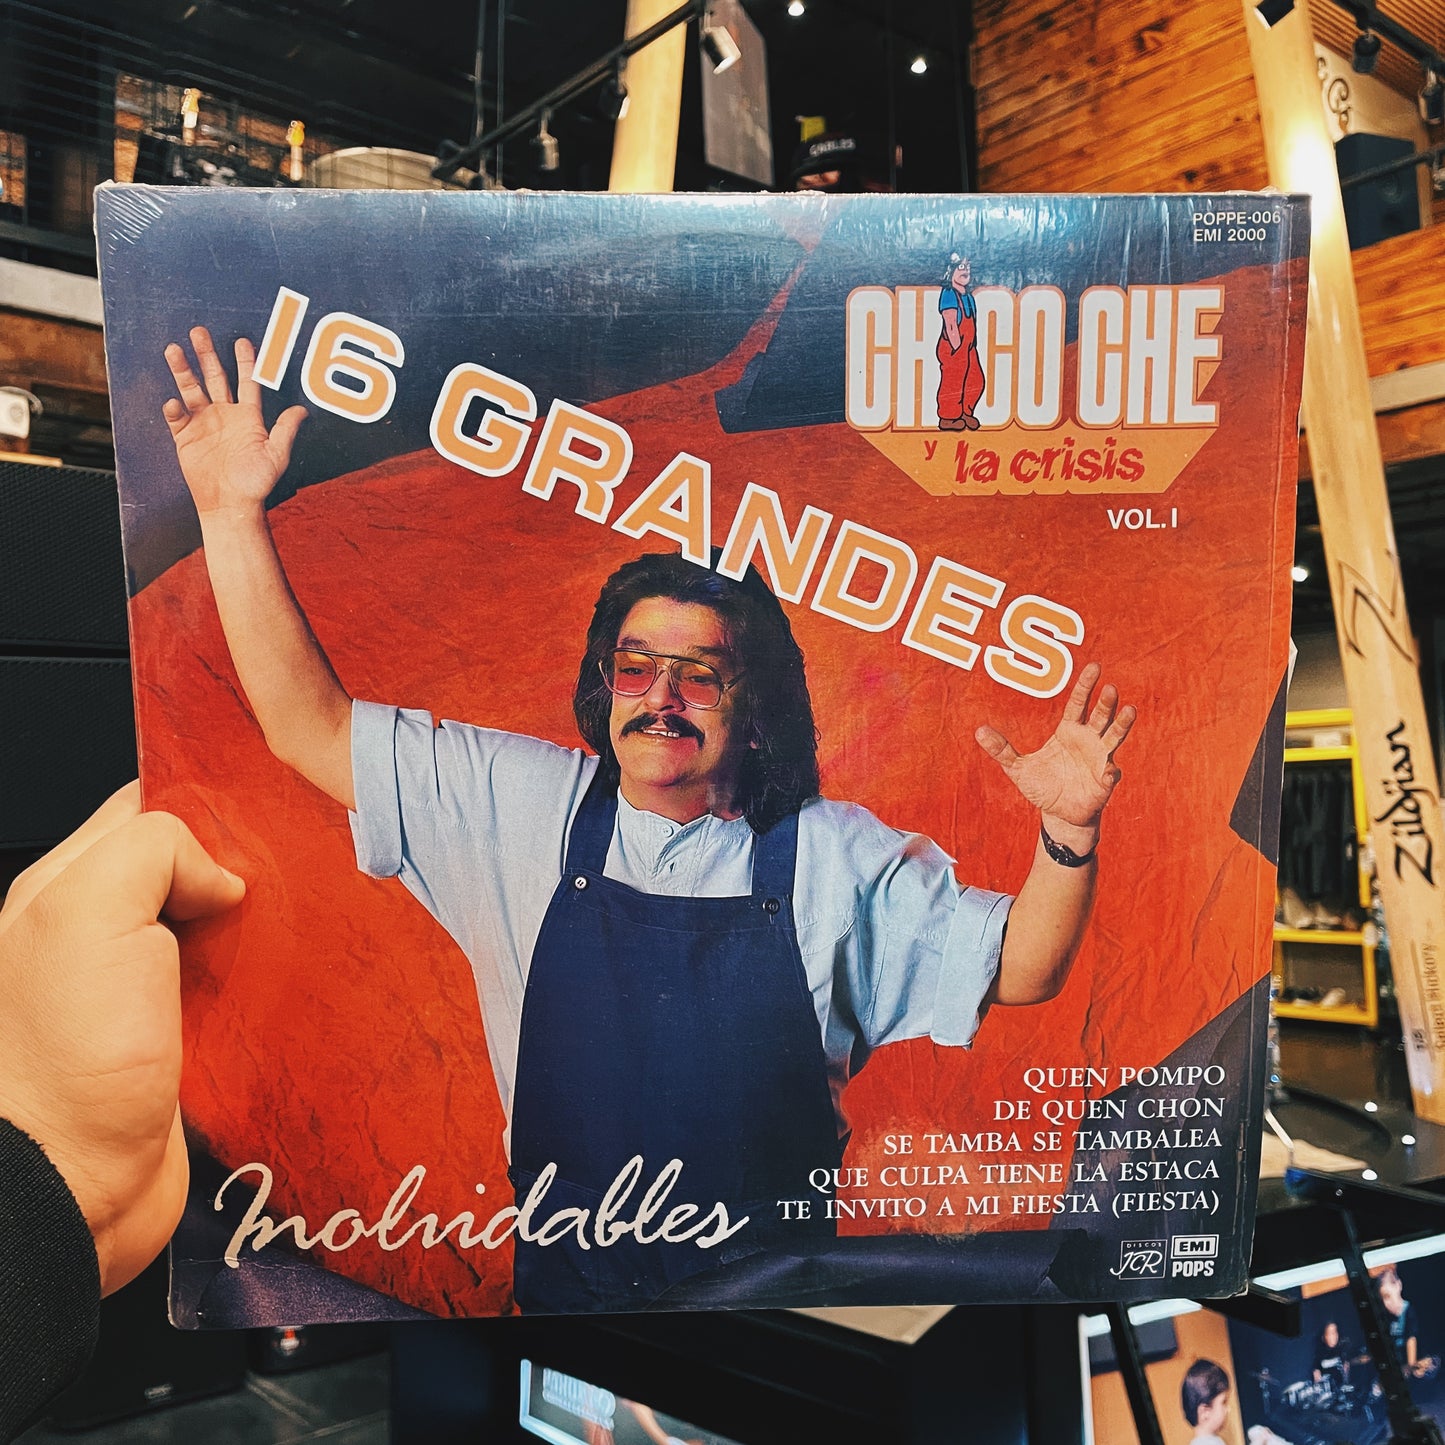 POPPE-006
EMI 2000
16 GRANDES
CHICO CHE
y la crisis
VOL. I
QUEN POMPO
DE QUEN CHON
SE TAMBA SE TAMBALEA
QUE CULPA TIENE LA ESTACA
TE INVITO A MI FIESTA (FIESTA)
Inolvidables
DISCOS
JCR
EMI
POPS
Zildjian